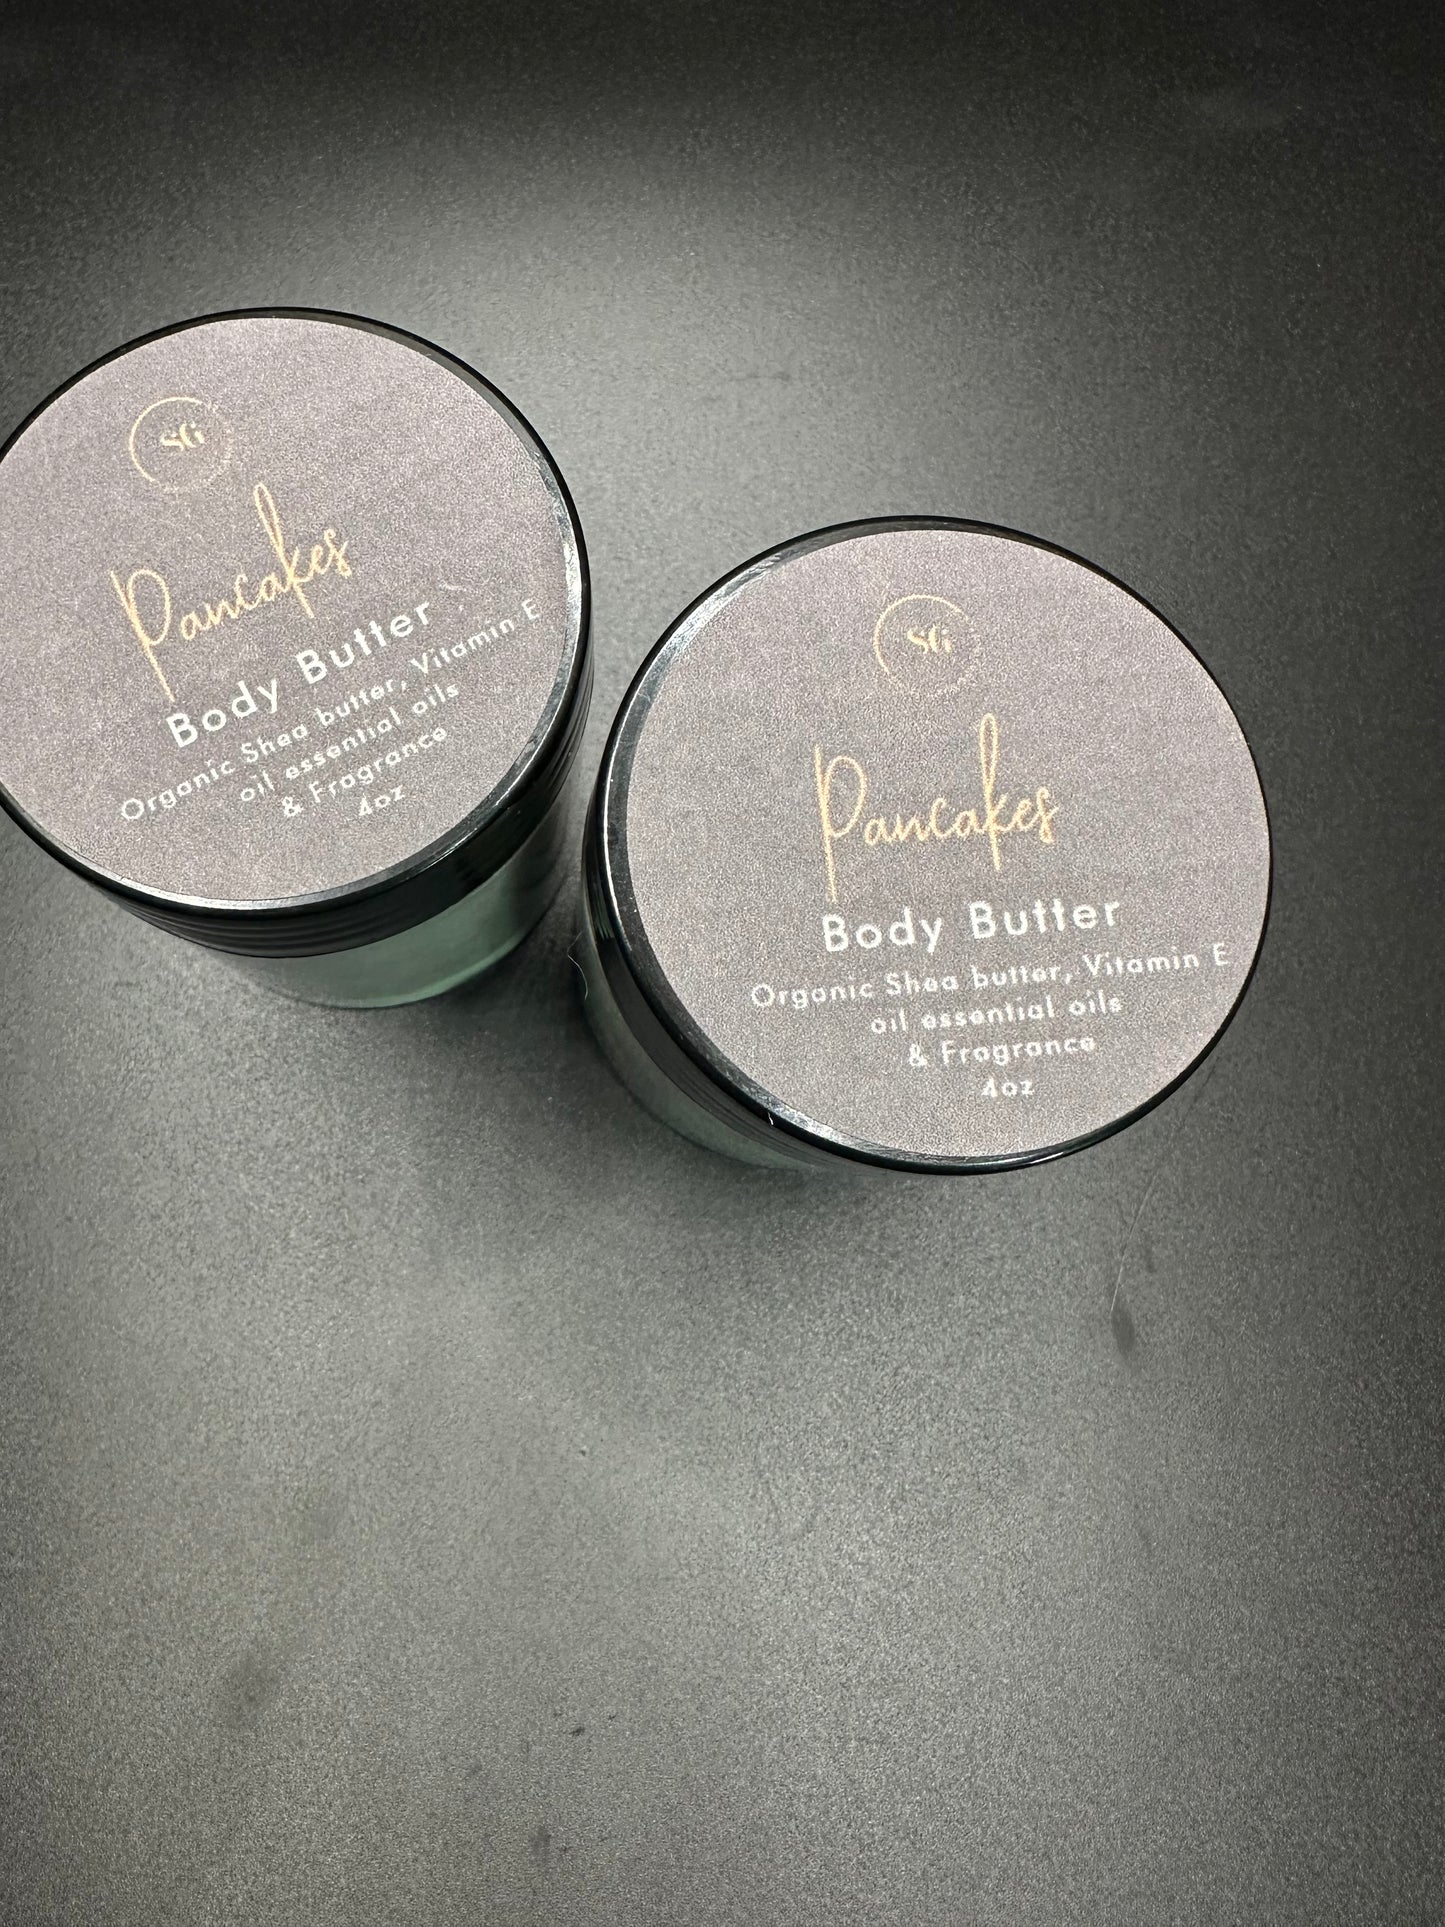 SG
Pancakes
Body Butter
Organic Shea butter, Vitamin E
oil essential oils
& Fragrance
4oz
SG
Pancakes
Body Butter
Organic Shea butter, Vitamin E
oil essential oils
& Fragrance
4oz